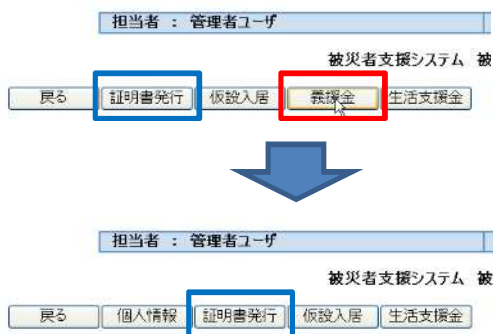 担当者 ： 管理者ユーザ
被災者支援システム 被
戻る 証明書発行 仮設入居 義援金 生活支援金
担当者 ： 管理者ユーザ
被災者支援システム 被
戻る 個人情報 証明書発行 仮設入居 生活支援金